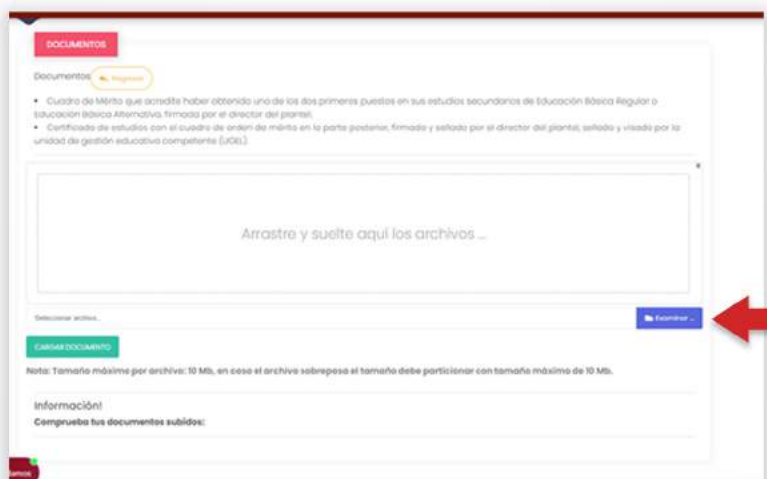 DOCUMENTOS
Documentos Regresar
• Cuadro de Mérito que acredite haber obtenido uno de los dos primeros puestos en sus estudios secundarios de Educación Básica Regular o
Educación Básica Alternativa, firmada por el director del plantel;
• Certificado de estudios con el cuadro de orden de mérito en la parte posterior, firmado y sellado por el director del plantel, sellado y visado por la
unidad de gestión educativa competente (UGEL).
x
Arrastre y suelte aquí los archivos …
Seleccionar archivo...
Examinar …
CARGAR DOCUMENTO
Nota: Tamaño máximo por archivo: 10 Mb, en caso el archivo sobrepesa el tamaño debe particionar con tamaño máximo de 10 Mb.
Información!
Comprueba tus documentos subidos: